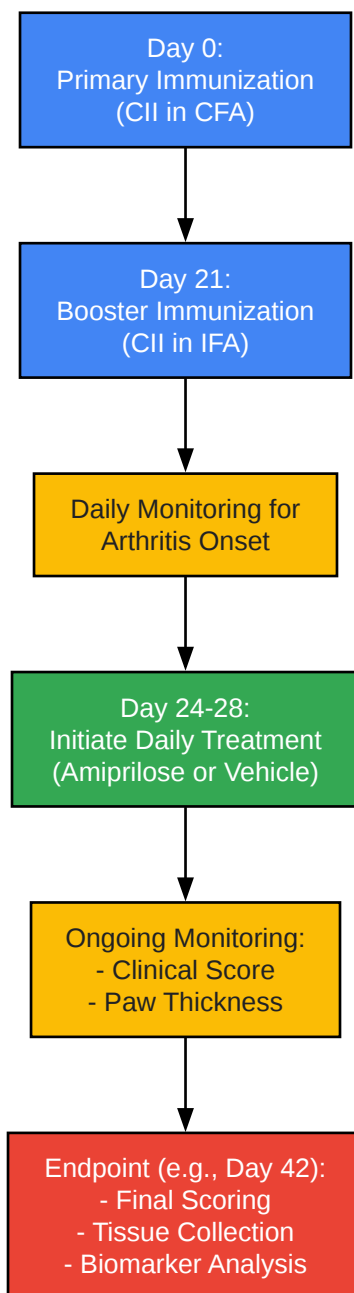 Day 0:
Primary Immunization
(CII in CFA)
Day 21:
Booster Immunization
(CII in IFA)
Daily Monitoring for
Arthritis Onset
Day 24-28:
Initiate Daily Treatment
(Amiprilose or Vehicle)
Ongoing Monitoring:
- Clinical Score
- Paw Thickness
Endpoint (e.g., Day 42):
- Final Scoring
- Tissue Collection
- Biomarker Analysis